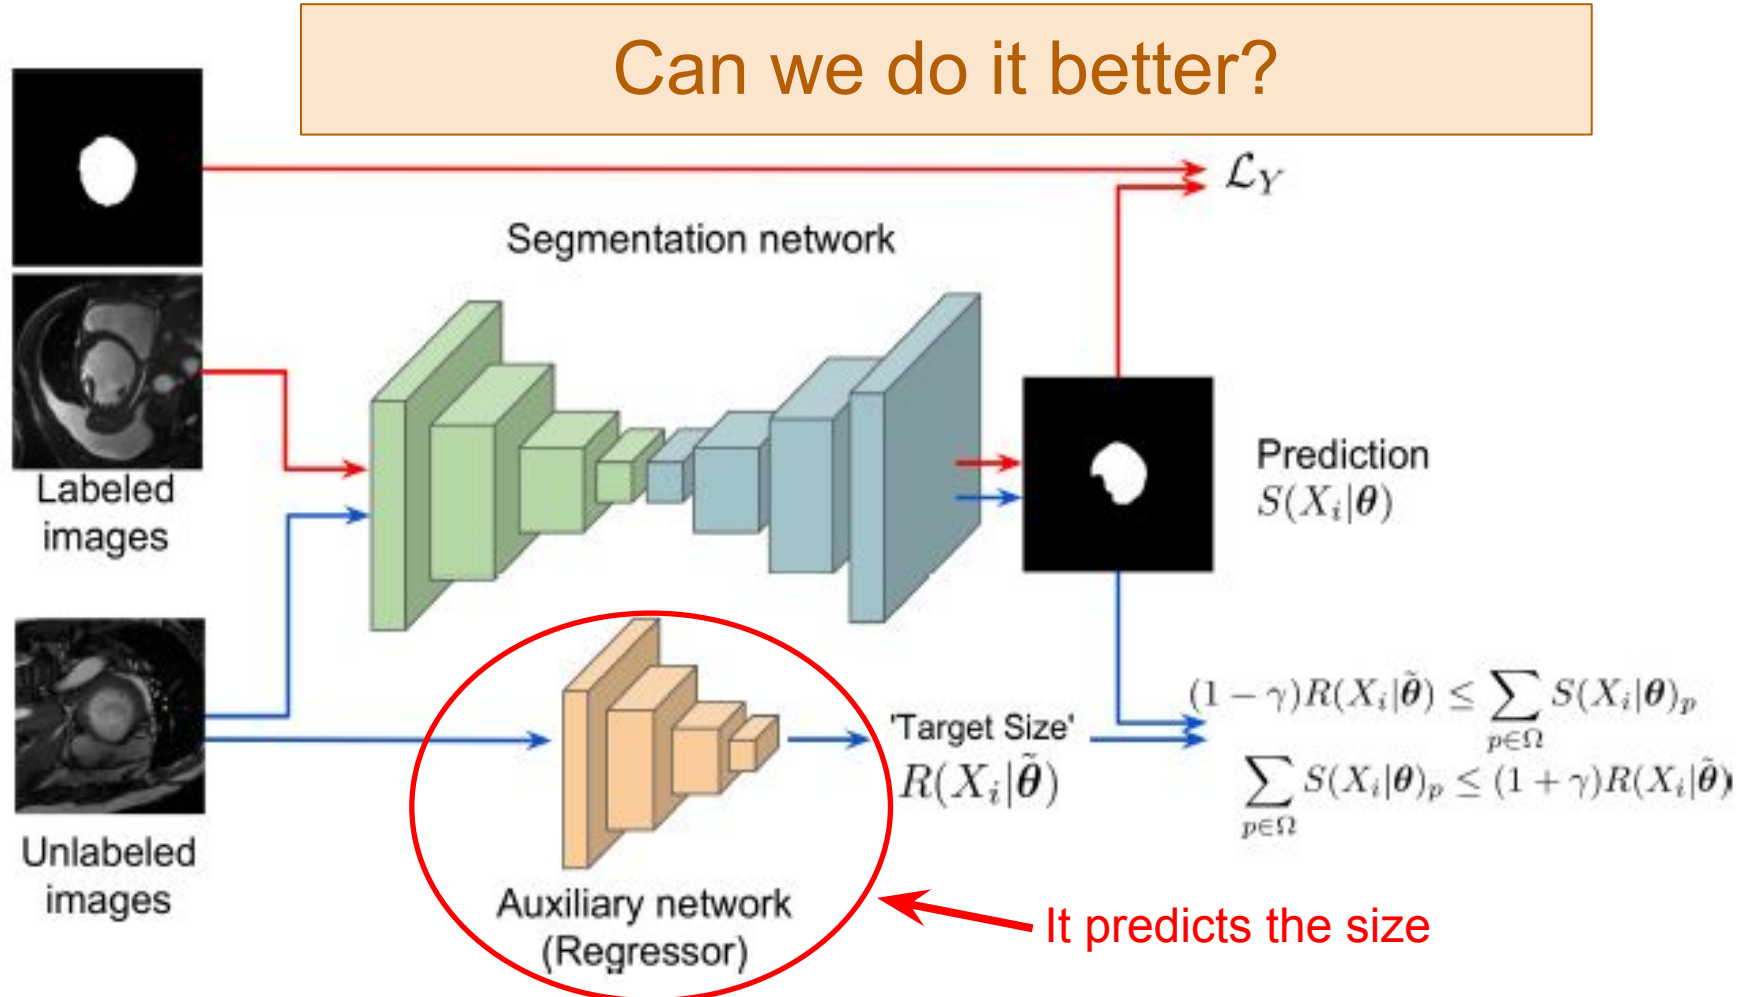 Can we do it better?
$\mathcal{L}_Y$
Segmentation network
Labeled
images
Prediction
$S(X_i|\boldsymbol{\theta})$
Unlabeled
images
'Target Size'
$R(X_i|\tilde{\boldsymbol{\theta}})$
$(1-\gamma)R(X_i|\tilde{\boldsymbol{\theta}}) \leq \sum_{p\in\Omega} S(X_i|\boldsymbol{\theta})_p$
$\sum_{p\in\Omega} S(X_i|\boldsymbol{\theta})_p \leq (1+\gamma)R(X_i|\tilde{\boldsymbol{\theta}})$
Auxiliary network
(Regressor)
It predicts the size